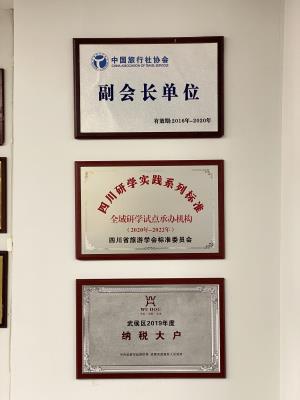 中国旅行社协会
CHINA ASSOCIATION OF TRAVEL SERVICES
副会长单位
有效期:2016年-2020年
四川研学实践系列标准
全域研学试点承办机构
(2020年-2022年)
四川省旅游学会标准委员会
WU HOU
武侯区2019年度
纳税大户